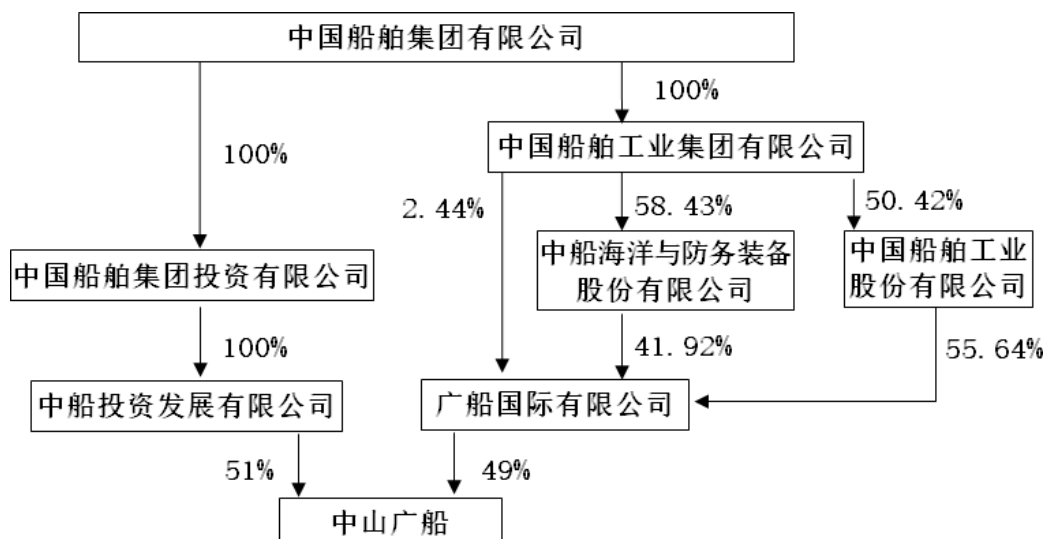 中国船舶集团有限公司
100%
中国船舶工业集团有限公司
100%
2.44%
58.43%
50.42%
中国船舶集团投资有限公司
中船海洋与防务装备
股份有限公司
中国船舶工业
股份有限公司
100%
41.92%
55.64%
中船投资发展有限公司
广船国际有限公司
51%
49%
中山广船